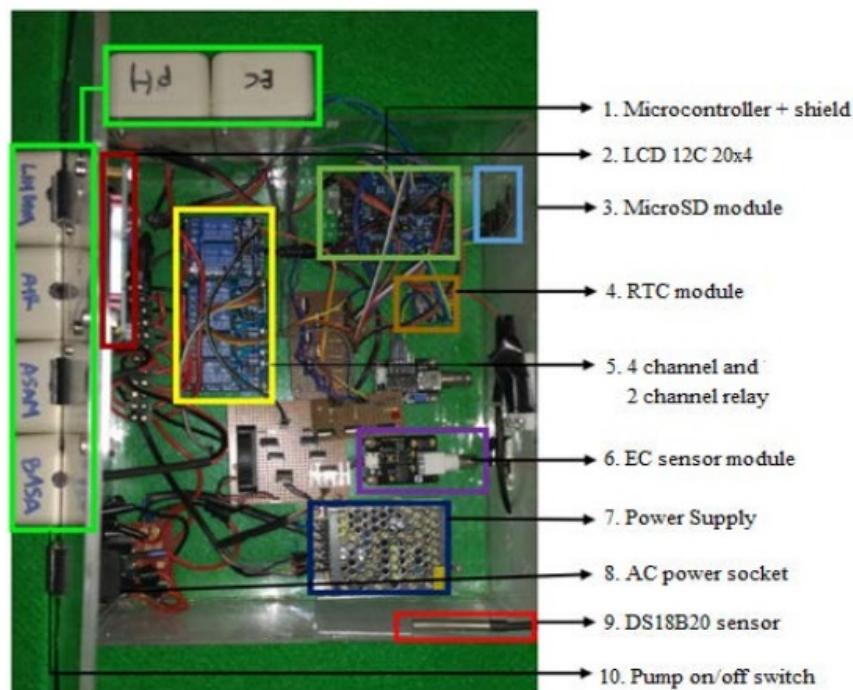 PH
EC
1. Microcontroller + shield
2. LCD 12C 20x4
3. MicroSD module
AIR
4. RTC module
ASAM
5. 4 channel and
2 channel relay
BASA
6. EC sensor module
7. Power Supply
8. AC power socket
9. DS18B20 sensor
10. Pump on/off switch